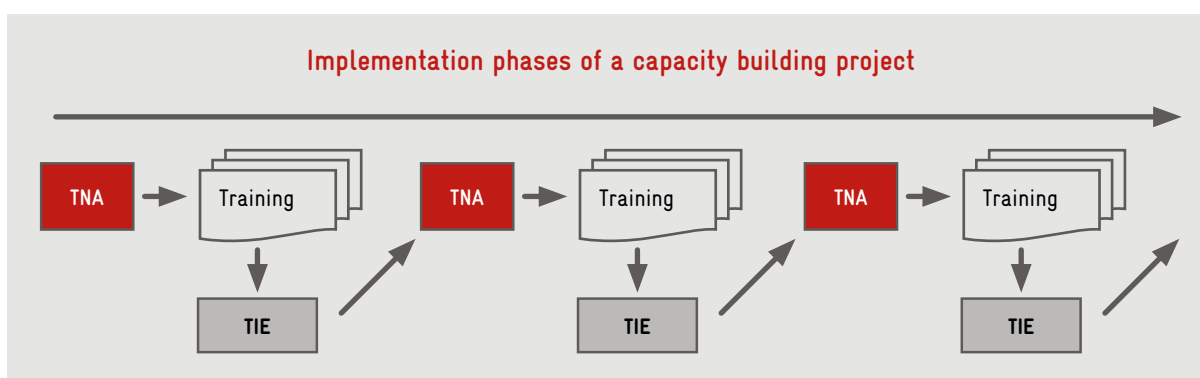 Implementation phases of a capacity building project
TNA
Training
TNA
Training
TNA
Training
TIE
TIE
TIE